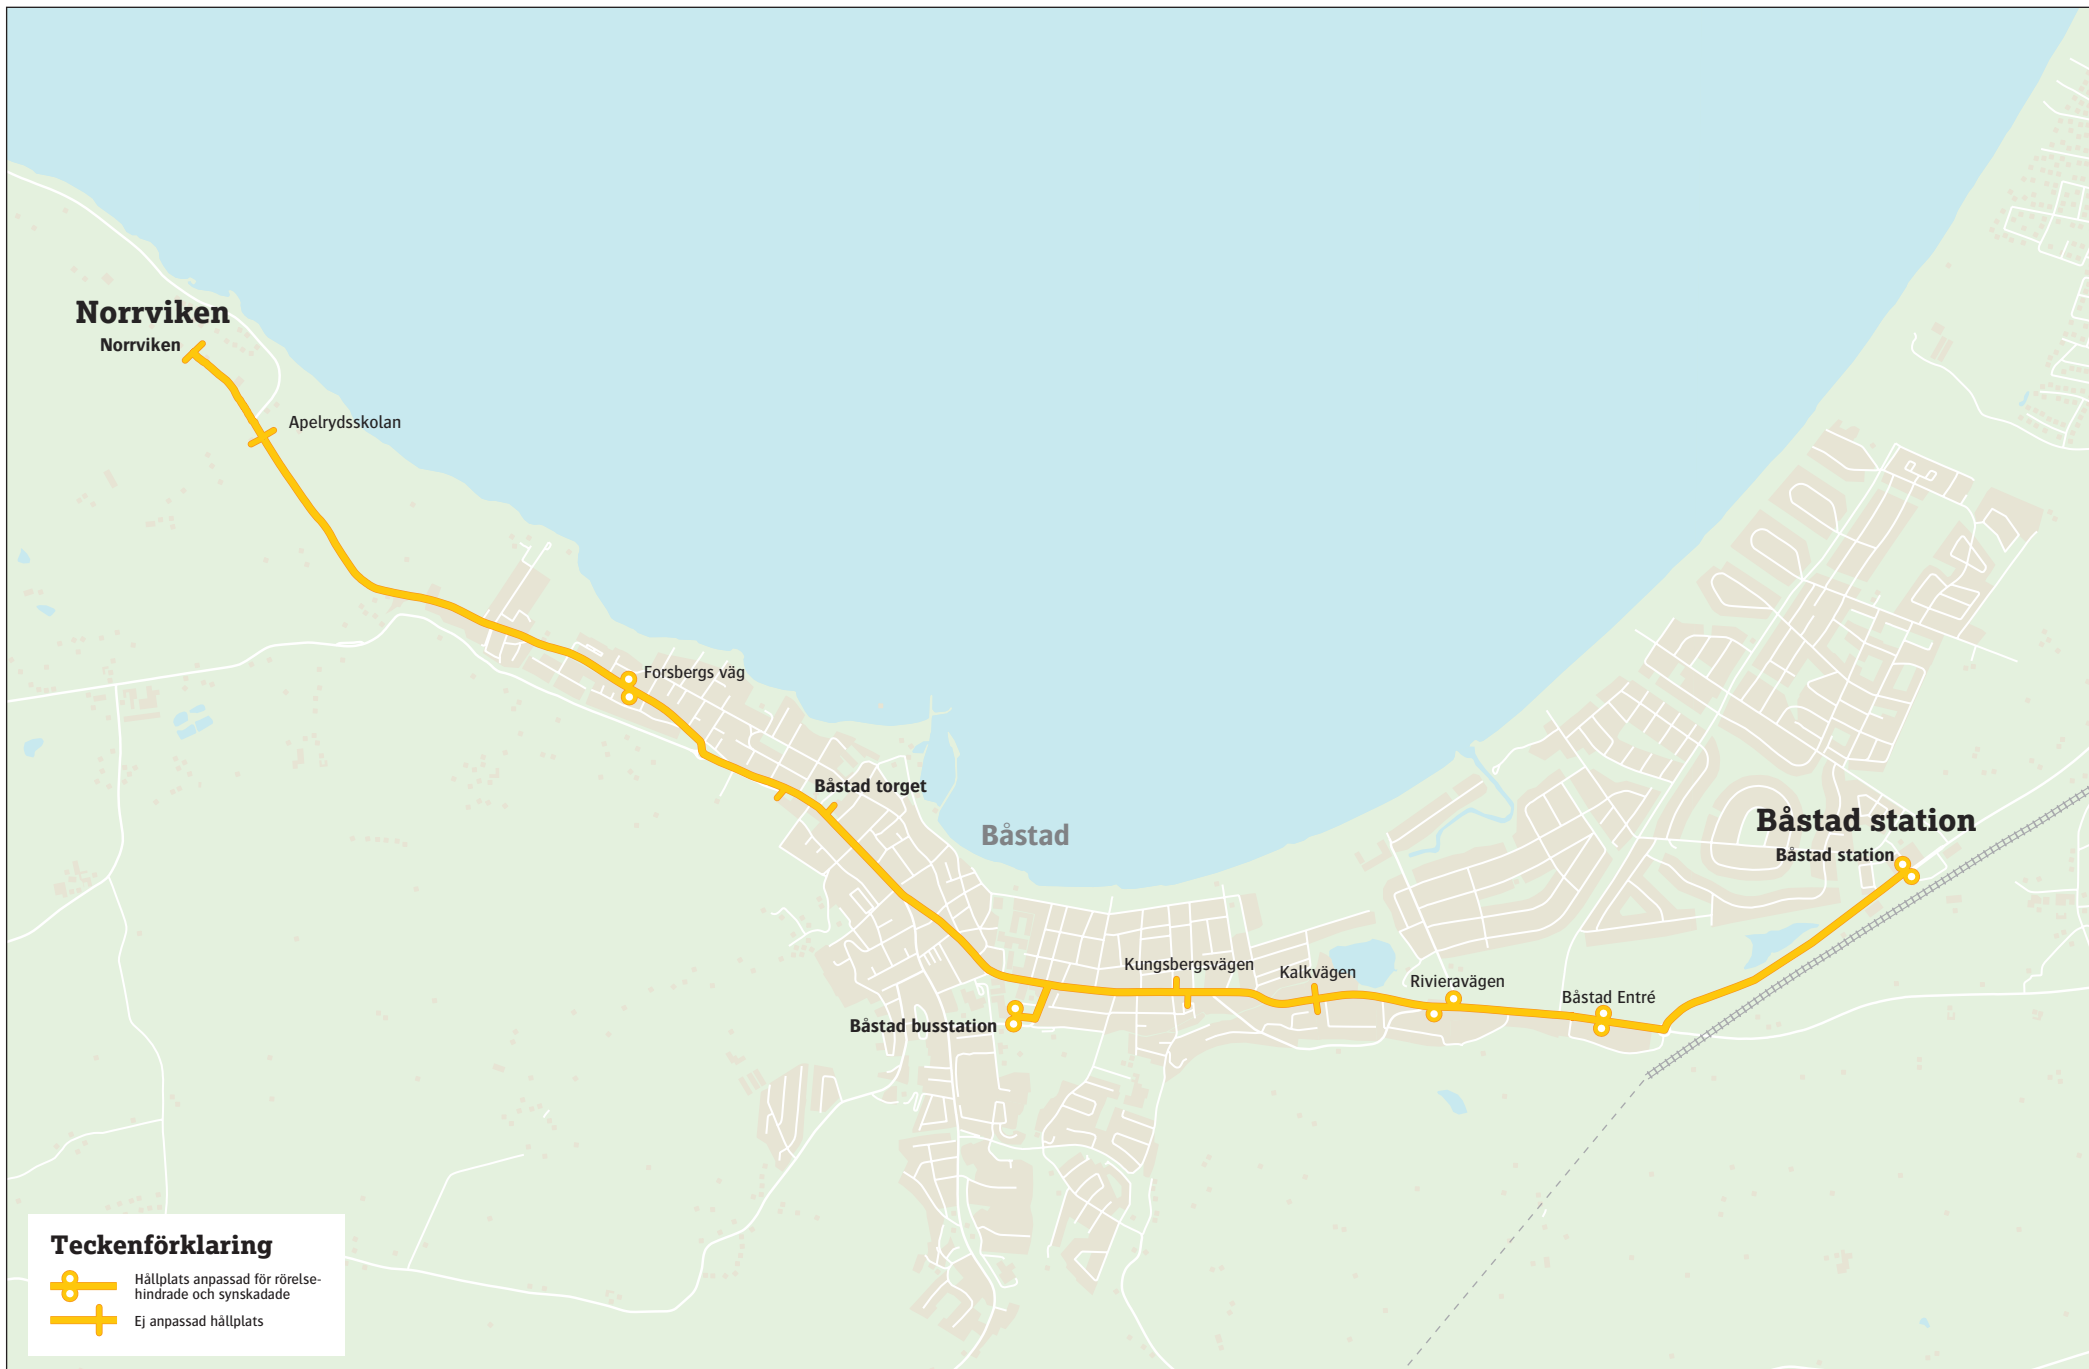 Norrviken
Norrviken
Apelrydsskolan
Forsbergs väg
Båstad torget
Båstad
Båstad station
Båstad station
Kungsbergsvägen
Kalkvägen
Rivieravägen
Båstad Entré
Båstad busstation
Teckenförklaring
Hållplats anpassad för rörelse-
hindrade och synskadade
Ej anpassad hållplats